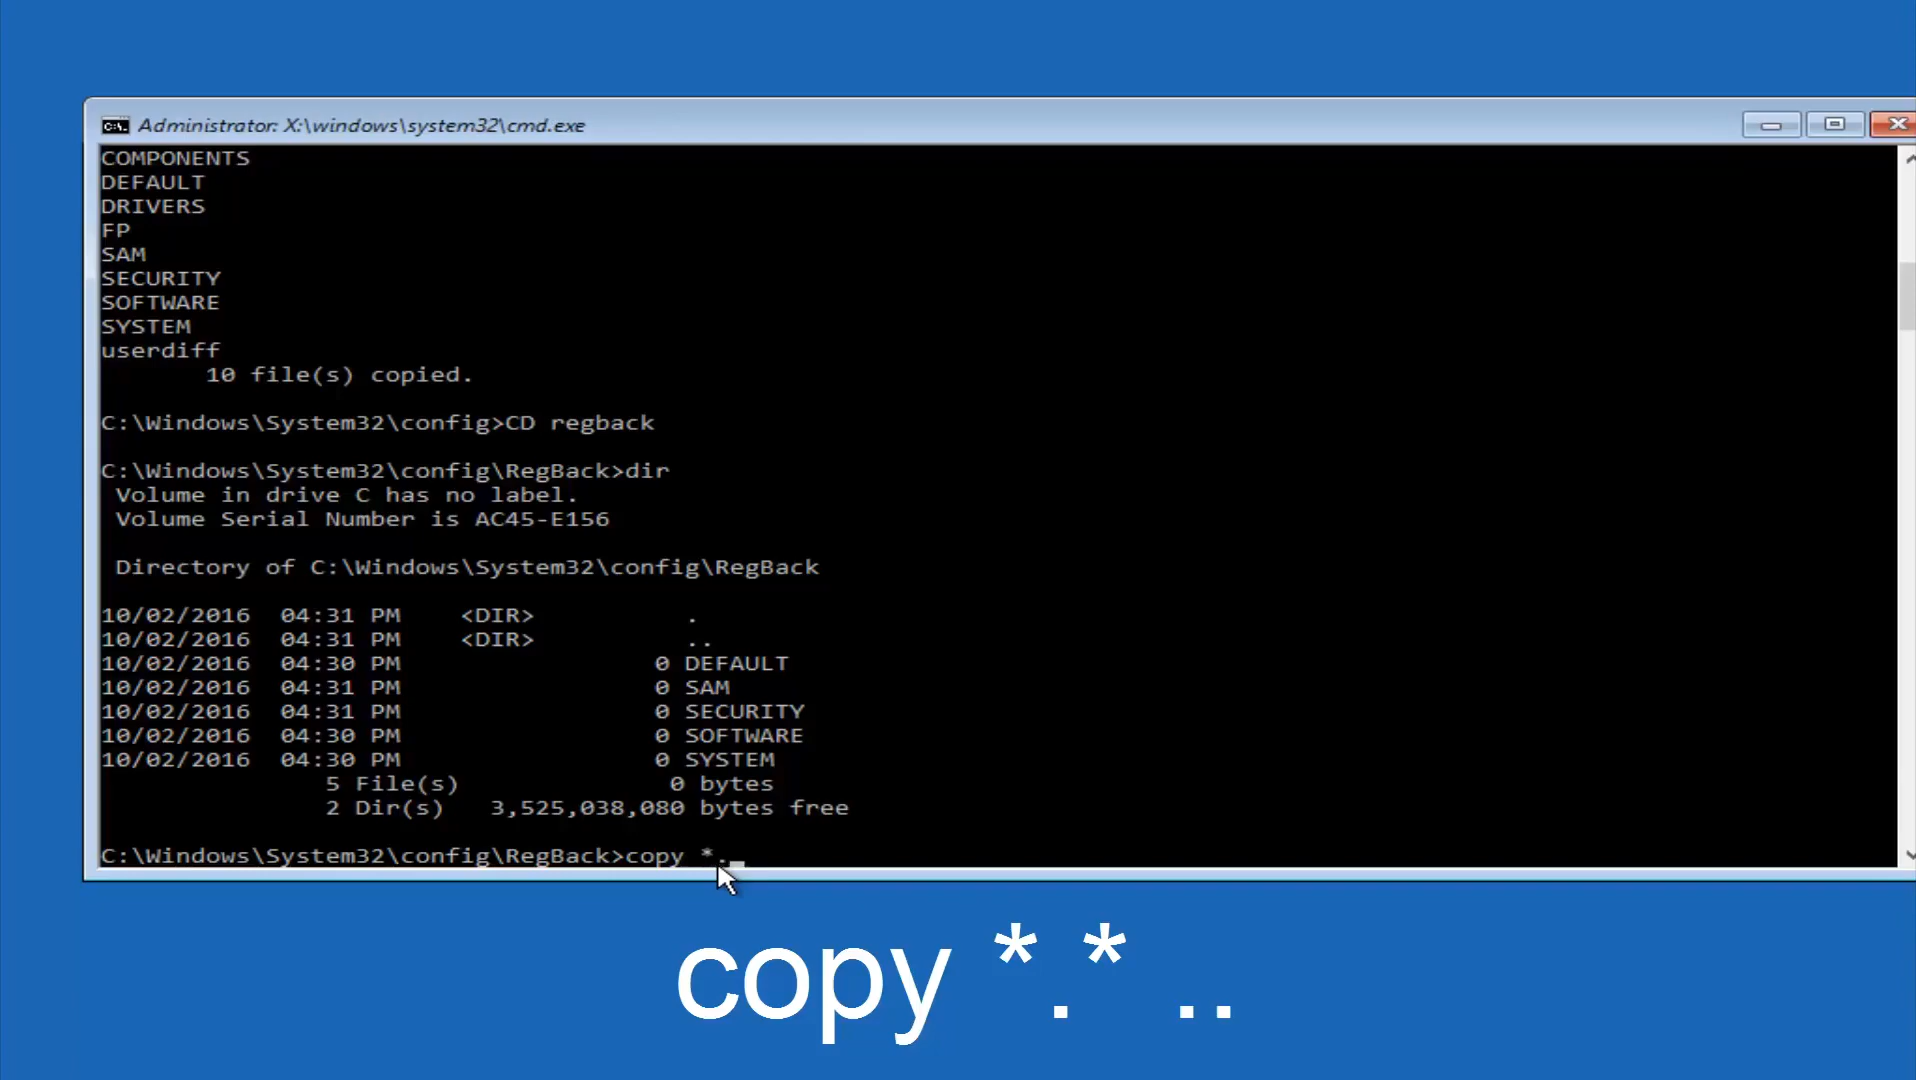 Administrator: X:\windows\system32\cmd.exe
COMPONENTS
DEFAULT
DRIVERS
FP
SAM
SECURITY
SOFTWARE
SYSTEM
userdiff
10 file(s) copied.
C:\Windows\System32\config>CD regback
C:\Windows\System32\config\RegBack>dir
Volume in drive C has no label.
Volume Serial Number is AC45-E156
Directory of C:\Windows\System32\config\RegBack
10/02/2016 04:31 PM <DIR> .
10/02/2016 04:31 PM <DIR> ..
10/02/2016 04:30 PM 0 DEFAULT
10/02/2016 04:31 PM 0 SAM
10/02/2016 04:31 PM 0 SECURITY
10/02/2016 04:30 PM 0 SOFTWARE
10/02/2016 04:30 PM 0 SYSTEM
5 File(s) 0 bytes
2 Dir(s) 3,525,038,080 bytes free
C:\Windows\System32\config\RegBack>copy *._
copy *.* ..